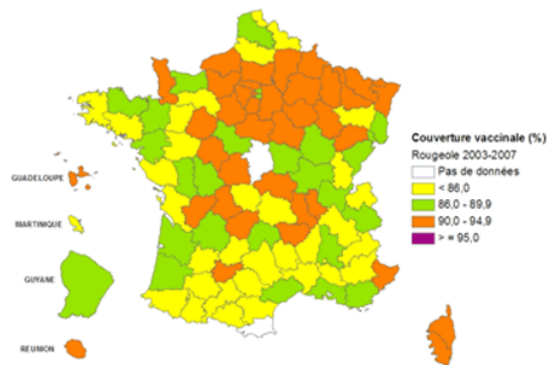 Couverture vaccinale (%)
Rougeole 2003-2007
Pas de données
< 86,0
86,0 - 89,9
90,0 - 94,9
> = 95,0
GUADELOUPE
MARTINIQUE
GUYANE
REUNION